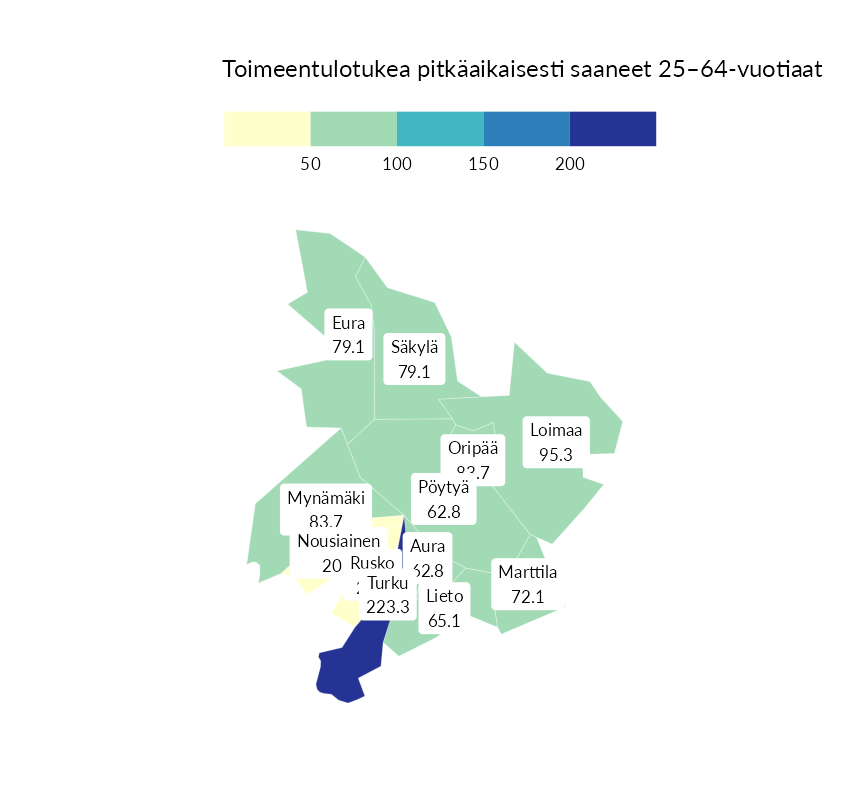 Toimeentulotukea pitkäaikaisesti saaneet 25–64-vuotiaat
50 100 150 200
Eura
79.1
Säkylä
79.1
Loimaa
95.3
Oripää
83.7
Pöytyä
62.8
Mynämäki
83.7
Nousiainen
20
Aura
62.8
Rusko
Turku
223.3
Marttila
72.1
Lieto
65.1